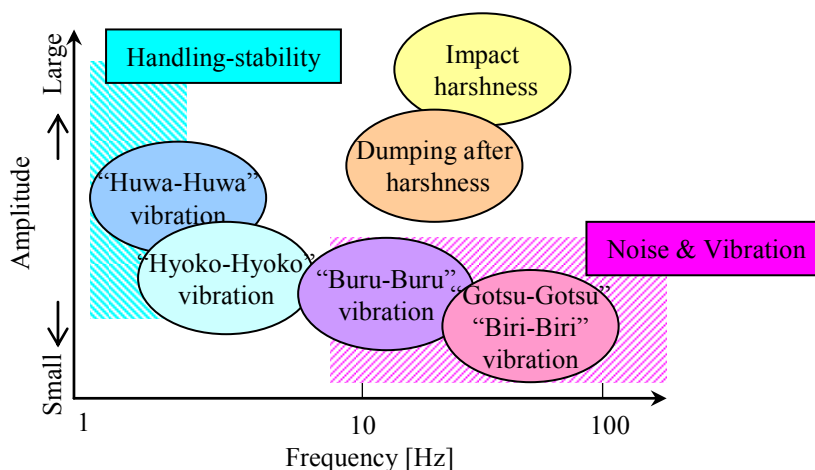 Large
Amplitude
Small
Handling-stability
Impact
harshness
Dumping after
harshness
“Huwa-Huwa”
vibration
“Hyoko-Hyoko”
vibration
“Buru-Buru”
vibration
“Gotsu-Gotsu”
“Biri-Biri”
vibration
Noise & Vibration
1
10
100
Frequency [Hz]